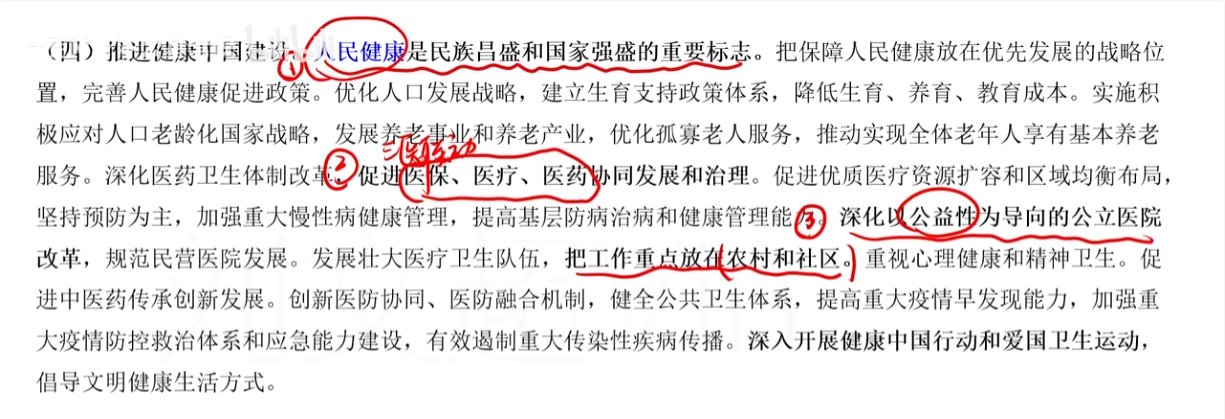 （四）推进健康中国建设。①人民健康是民族昌盛和国家强盛的重要标志。把保障人民健康放在优先发展的战略位
置，完善人民健康促进政策。优化人口发展战略，建立生育支持政策体系，降低生育、养育、教育成本。实施积
极应对人口老龄化国家战略，发展养老事业和养老产业，优化孤寡老人服务，推动实现全体老年人享有基本养老
三医互动
服务。深化医药卫生体制改革。②促进医保、医疗、医药协同发展和治理。促进优质医疗资源扩容和区域均衡布局，
坚持预防为主，加强重大慢性病健康管理，提高基层防病治病和健康管理能力。③深化以公益性为导向的公立医院
改革，规范民营医院发展。发展壮大医疗卫生队伍，把工作重点放在农村和社区。重视心理健康和精神卫生。促
进中医药传承创新发展。创新医防协同、医防融合机制，健全公共卫生体系，提高重大疫情早发现能力，加强重
大疫情防控救治体系和应急能力建设，有效遏制重大传染性疾病传播。深入开展健康中国行动和爱国卫生运动，
倡导文明健康生活方式。